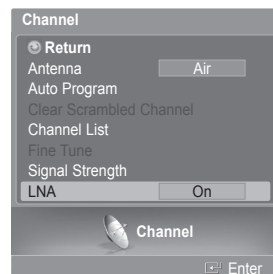 Channel
Return
Antenna Air
Auto Program
Clear Scrambled Channel
Channel List
Fine Tune
Signal Strength
LNA On
Channel
Enter